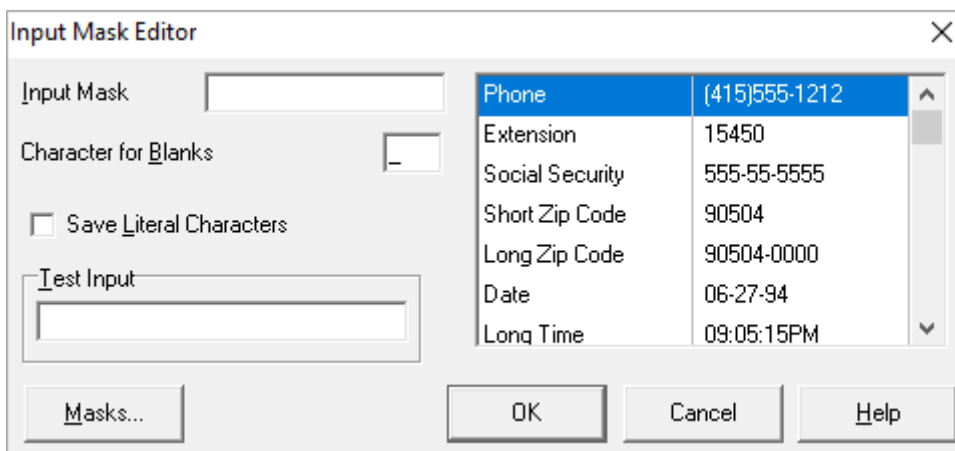 Input Mask Editor
Input Mask
Character for Blanks
_
Save Literal Characters
Test Input
Phone (415)555-1212
Extension 15450
Social Security 555-55-5555
Short Zip Code 90504
Long Zip Code 90504-0000
Date 06-27-94
Long Time 09:05:15PM
Masks... OK Cancel Help